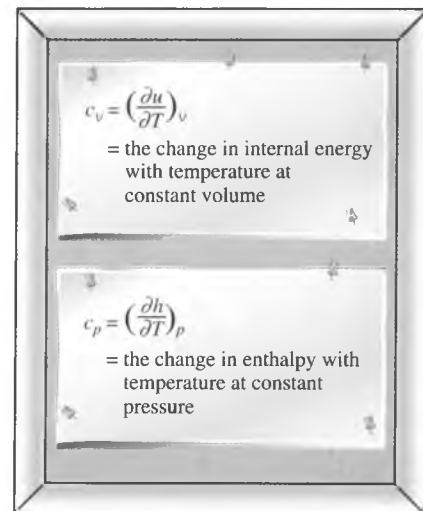 c_v = (∂u/∂T)_v
= the change in internal energy
with temperature at
constant volume
c_p = (∂h/∂T)_p
= the change in enthalpy with
temperature at constant
pressure